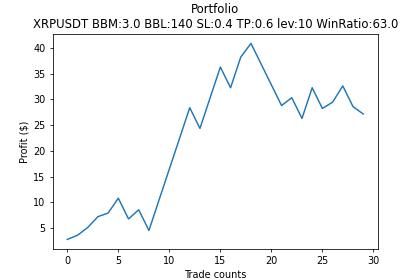 Portfolio
XRPUSDT BBM:3.0 BBL:140 SL:0.4 TP:0.6 lev:10 WinRatio:63.0
40
35
30
25
20
15
10
5
Profit ($)
0 5 10 15 20 25 30
Trade counts